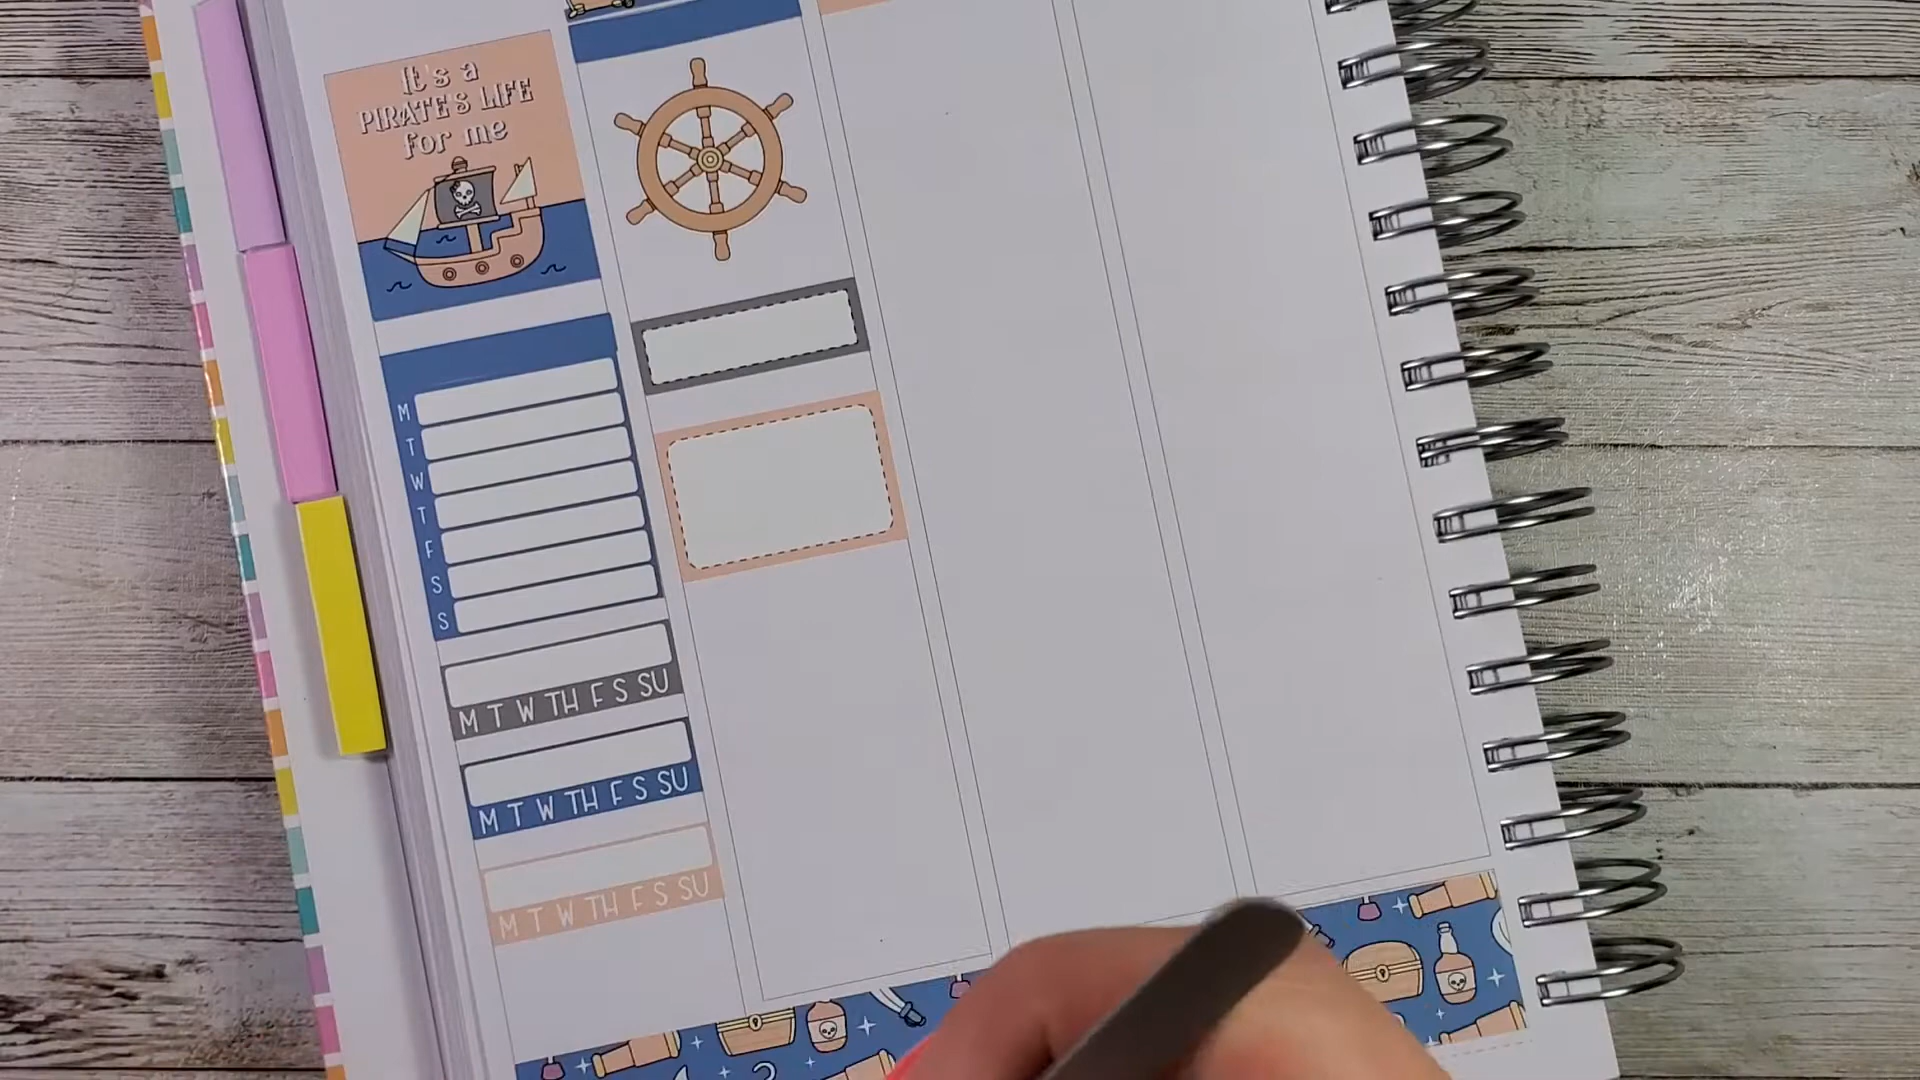 It's a
PIRATE'S LIFE
for me
M
T
W
T
F
S
S
M T W TH F S SU
M T W TH F S SU
M T W TH F S SU